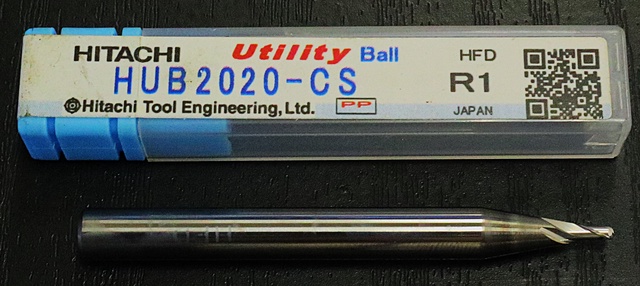 HITACHI Utility Ball HFD
HUB2020-CS R1
Hitachi Tool Engineering, Ltd. PP JAPAN